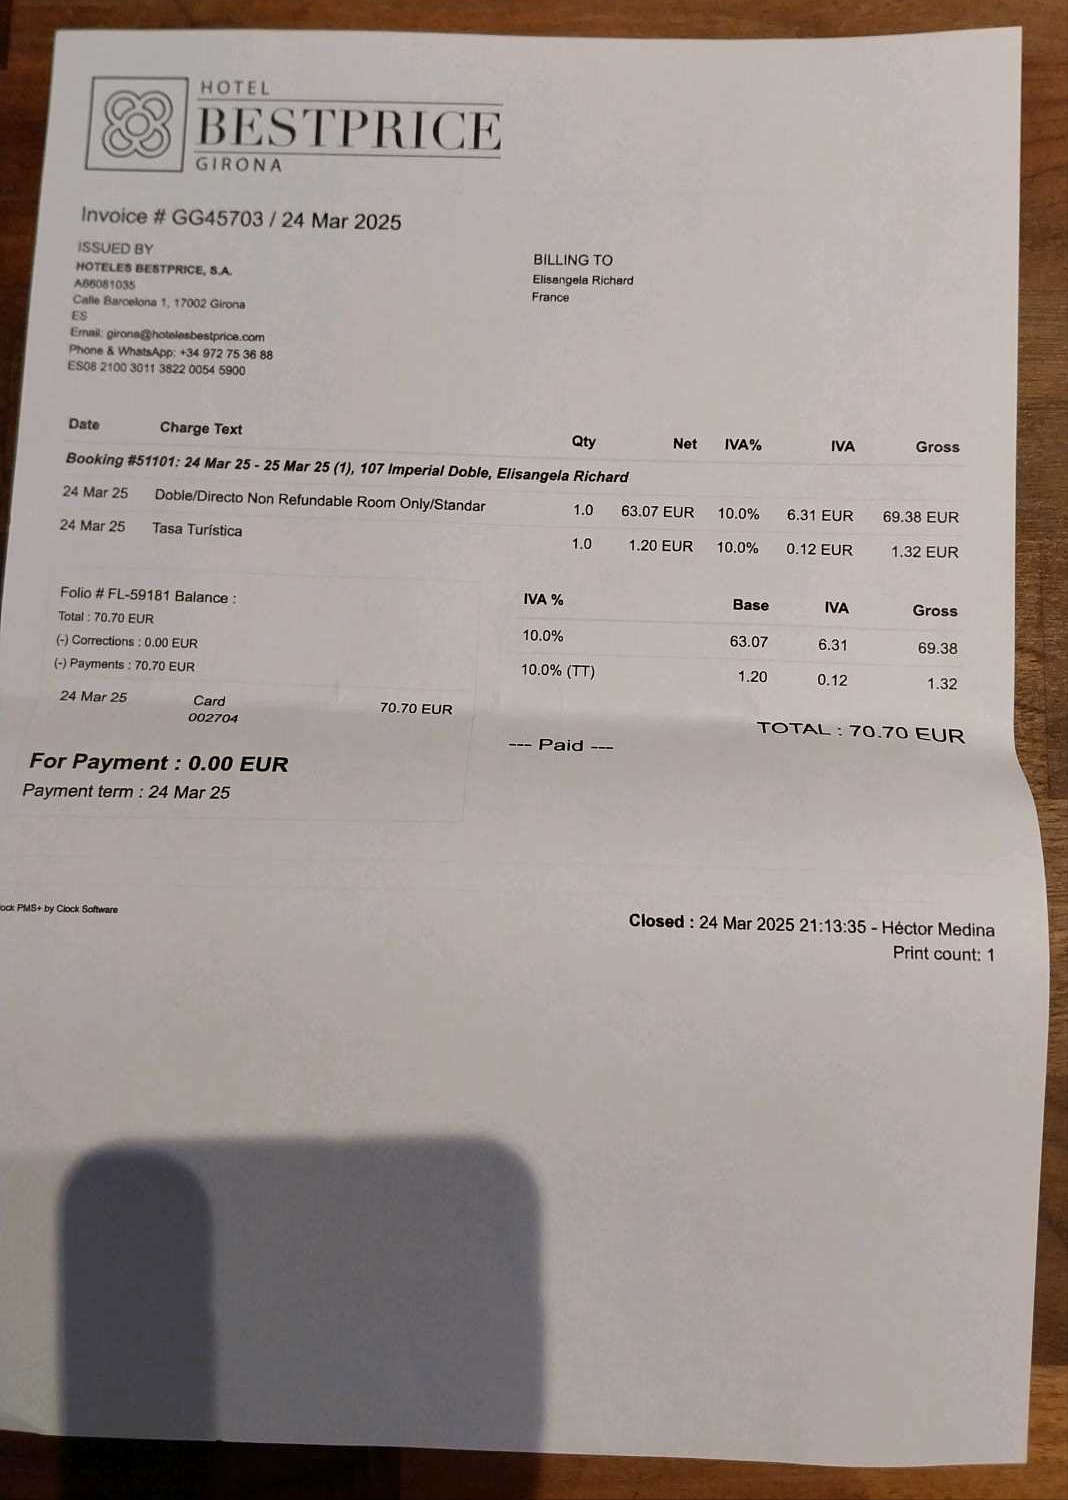 HOTEL
BESTPRICE
GIRONA
Invoice # GG45703 / 24 Mar 2025
ISSUED BY
HOTELES BESTPRICE, S.A.
A66081035
Calle Barcelona 1, 17002 Girona
ES
Email: girona@hotelesbestprice.com
Phone & WhatsApp: +34 972 75 36 88
ES08 2100 3011 3822 0054 5900
BILLING TO
Elisangela Richard
France
Date Charge Text Qty Net IVA% IVA Gross
Booking #51101: 24 Mar 25 - 25 Mar 25 (1), 107 Imperial Doble, Elisangela Richard
24 Mar 25 Doble/Directo Non Refundable Room Only/Standar 1.0 63.07 EUR 10.0% 6.31 EUR 69.38 EUR
24 Mar 25 Tasa Turística 1.0 1.20 EUR 10.0% 0.12 EUR 1.32 EUR
Folio # FL-59181 Balance :
Total : 70.70 EUR
(-) Corrections : 0.00 EUR
(-) Payments : 70.70 EUR
24 Mar 25 Card 70.70 EUR
002704
For Payment : 0.00 EUR
Payment term : 24 Mar 25
IVA % Base IVA Gross
10.0% 63.07 6.31 69.38
10.0% (TT) 1.20 0.12 1.32
TOTAL : 70.70 EUR
--- Paid ---
ock PMS+ by Clock Software
Closed : 24 Mar 2025 21:13:35 - Héctor Medina
Print count: 1